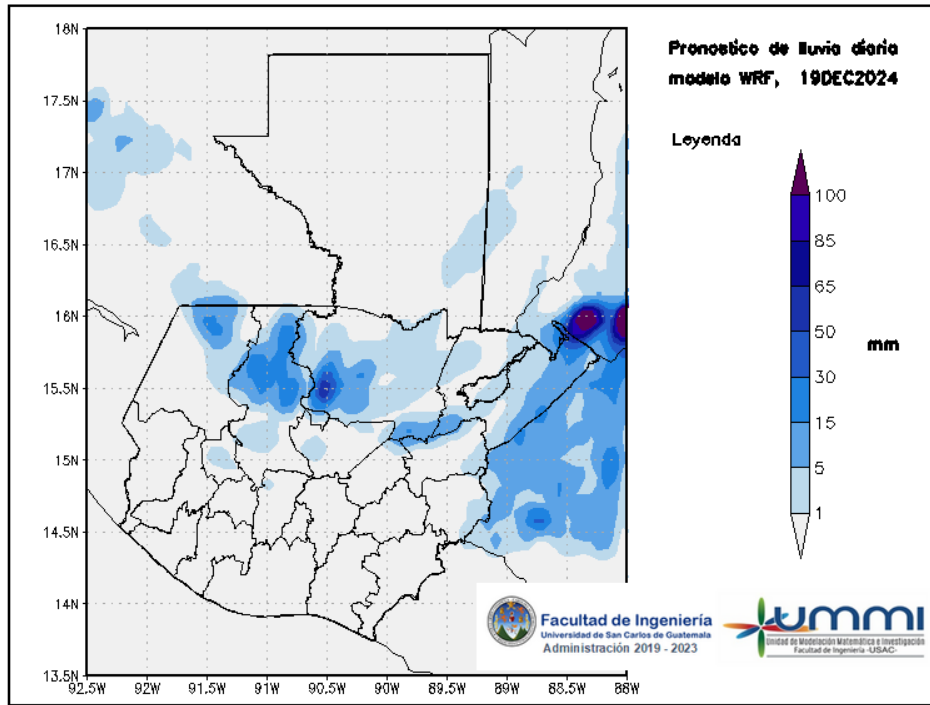 Pronostico de lluvia diaria
modelo WRF, 19DEC2024
Leyenda
100
85
65
50
30
15
5
1
mm
18N
17.5N
17N
16.5N
16N
15.5N
15N
14.5N
14N
13.5N
92.5W 92W 91.5W 91W 90.5W 90W 89.5W 89W 88.5W 88W
Facultad de Ingeniería
Universidad de San Carlos de Guatemala
Administración 2019 - 2023
UMMI
Unidad de Modelación Matemática e Investigación
Facultad de Ingeniería -USAC-